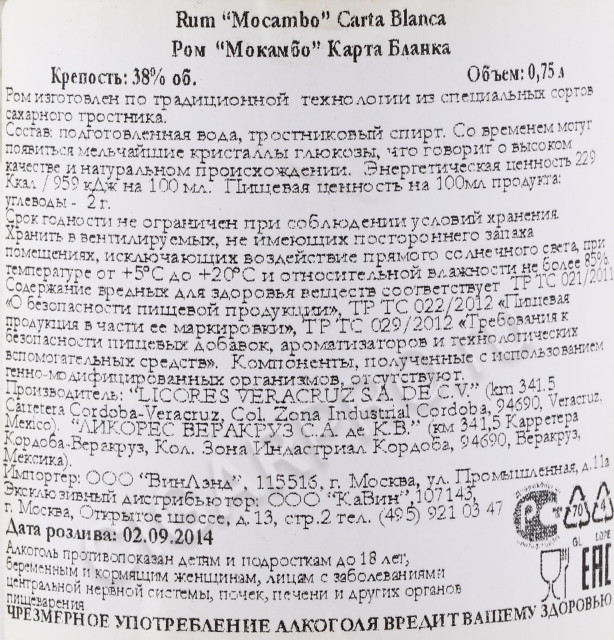 Rum “Mocambo” Carta Blanca
Ром “Мокамбо” Карта Бланка
Крепость: 38% об. Объем: 0,75 л
Ром изготовлен по традиционной технологии из специальных сортов
сахарного тростника.
Состав: подготовленная вода, тростниковый спирт. Со временем могут
появиться мельчайшие кристаллы глюкозы, что говорит о высоком
качестве и натуральном происхождении. Энергетическая ценность 229
Ккал / 959 кДж на 100 мл. Пищевая ценность на 100мл продукта:
углеводы - 2 г.
Срок годности не ограничен при соблюдении условий хранения.
Хранить в вентилируемых, не имеющих постороннего запаха
помещениях, исключающих воздействие прямого солнечного света, при
температуре от +5°С до +20°С и относительной влажности не более 85%.
Содержание вредных для здоровья веществ соответствует ТР ТС 021/2011
«О безопасности пищевой продукции», ТР ТС 022/2012 «Пищевая
продукция в части ее маркировки», ТР ТС 029/2012 «Требования к
безопасности пищевых добавок, ароматизаторов и технологических
вспомогательных средств». Компоненты, полученные с использованием
генно-модифицированных организмов, отсутствуют.
Производитель: “LICORES VERACRUZ S.A. DE C.V.” (km 341.5
Carretera Cordoba-Veracruz, Col. Zona Industrial Cordoba, 94690, Veracruz,
Mexico). “ЛИКОРЕС ВЕРАКРУЗ С.А. де К.В.” (км 341,5 Карретера
Кордоба-Веракруз, Кол. Зона Индастриал Кордоба, 94690, Веракруз,
Мексика).
Импортер: ООО “ВинЛэнд”, 115516, г. Москва, ул. Промышленная, д.11а
Эксклюзивный дистрибьютор: ООО “КаВин”,107143,
г. Москва, Открытое шоссе, д. 13, стр.2 тел. (495) 921 03 47
Дата розлива: 02.09.2014
РС 70 GL EAC
Алкоголь противопоказан детям и подросткам до 18 лет,
беременным и кормящим женщинам, лицам с заболеваниями
центральной нервной системы, почек, печени и других органов
пищеварения
ЧРЕЗМЕРНОЕ УПОТРЕБЛЕНИЕ АЛКОГОЛЯ ВРЕДИТ ВАШЕМУ ЗДОРОВЬЮ